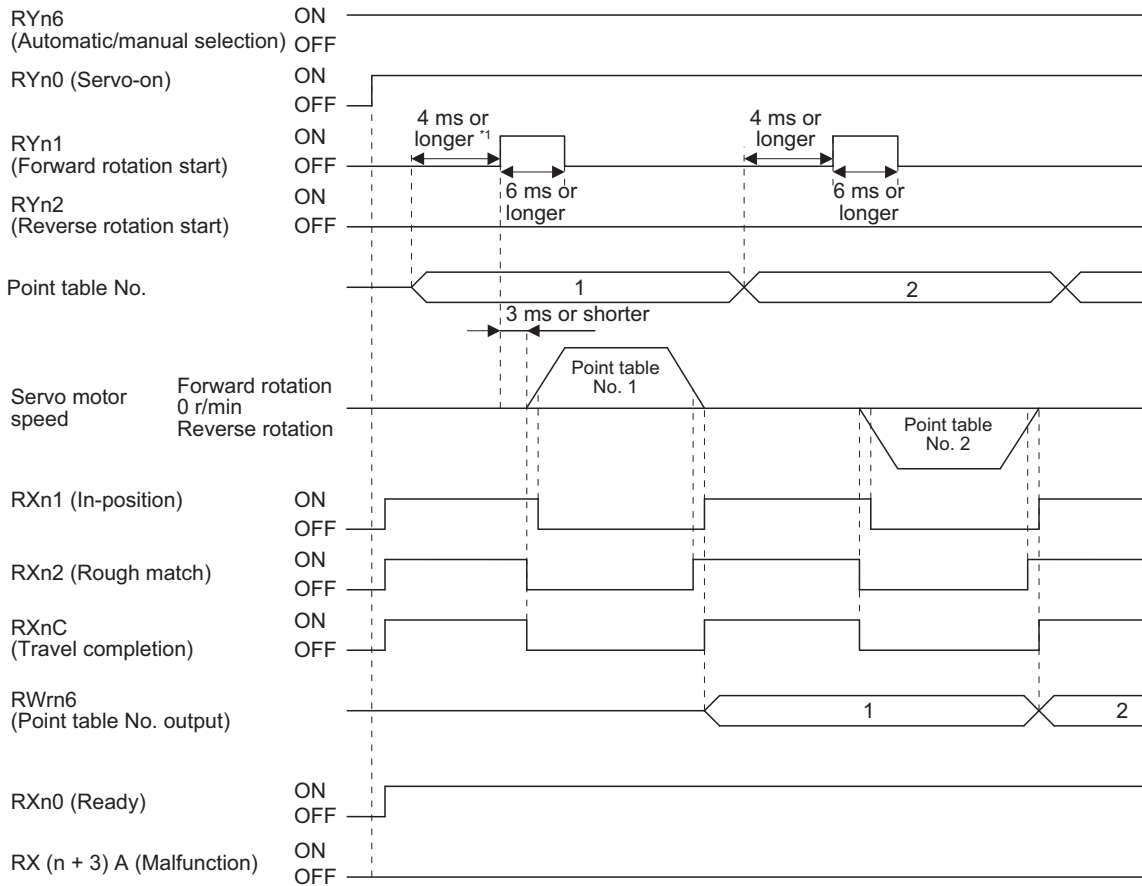 RYn6
(Automatic/manual selection)
ON
OFF
RYn0 (Servo-on)
ON
OFF
RYn1
(Forward rotation start)
ON
OFF
4 ms or
longer *1
4 ms or
longer
6 ms or
longer
6 ms or
longer
RYn2
(Reverse rotation start)
ON
OFF
Point table No.
1
2
3 ms or shorter
Servo motor
speed
Forward rotation
0 r/min
Reverse rotation
Point table
No. 1
Point table
No. 2
RXn1 (In-position)
ON
OFF
RXn2 (Rough match)
ON
OFF
RXnC
(Travel completion)
ON
OFF
RWrn6
(Point table No. output)
1
2
RXn0 (Ready)
ON
OFF
RX (n + 3) A (Malfunction)
ON
OFF